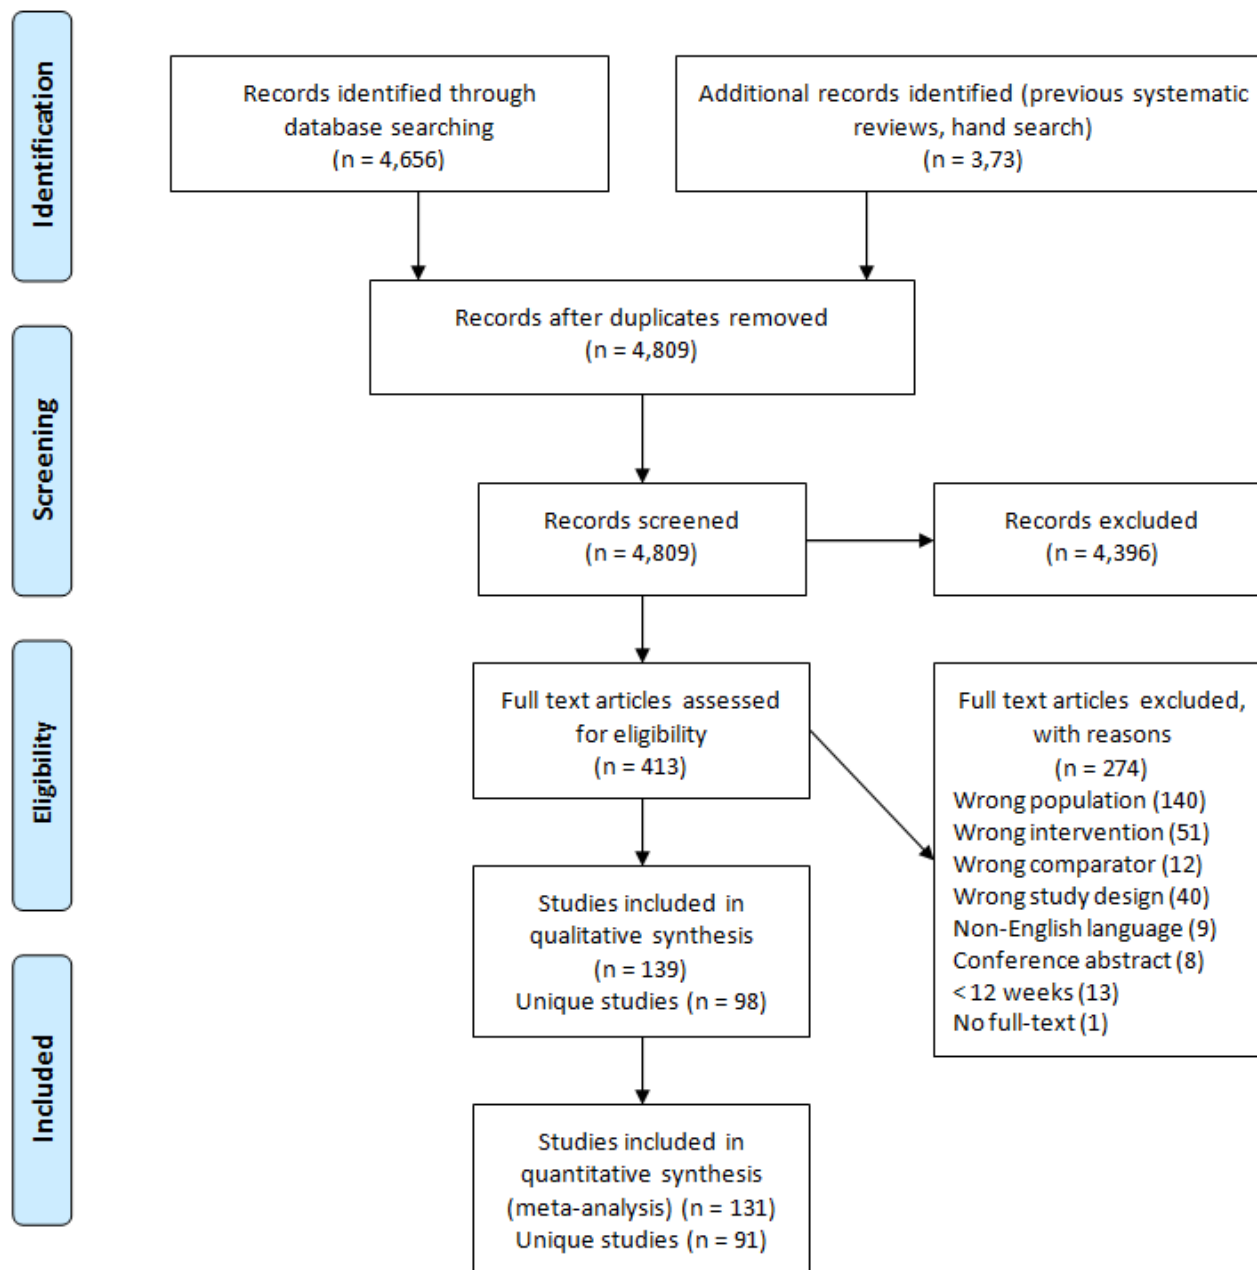 Identification
Records identified through
database searching
(n = 4,656)
Additional records identified (previous systematic
reviews, hand search)
(n = 3,73)
Records after duplicates removed
(n = 4,809)
Screening
Records screened
(n = 4,809)
Records excluded
(n = 4,396)
Eligibility
Full text articles assessed
for eligibility
(n = 413)
Full text articles excluded,
with reasons
(n = 274)
Wrong population (140)
Wrong intervention (51)
Wrong comparator (12)
Wrong study design (40)
Non-English language (9)
Conference abstract (8)
< 12 weeks (13)
No full-text (1)
Studies included in
qualitative synthesis
(n = 139)
Unique studies (n = 98)
Included
Studies included in
quantitative synthesis
(meta-analysis) (n = 131)
Unique studies (n = 91)